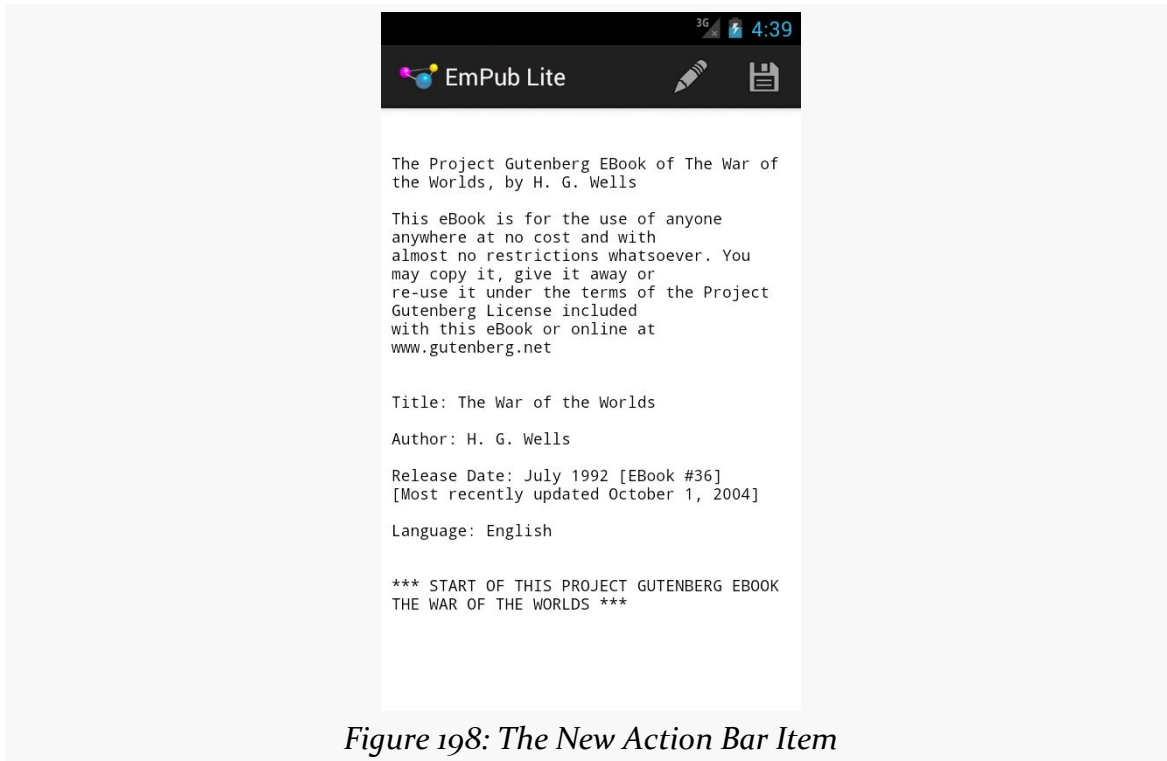 3G 4:39
EmPub Lite
The Project Gutenberg EBook of The War of
the Worlds, by H. G. Wells
This eBook is for the use of anyone
anywhere at no cost and with
almost no restrictions whatsoever. You
may copy it, give it away or
re-use it under the terms of the Project
Gutenberg License included
with this eBook or online at
www.gutenberg.net
Title: The War of the Worlds
Author: H. G. Wells
Release Date: July 1992 [EBook #36]
[Most recently updated October 1, 2004]
Language: English
*** START OF THIS PROJECT GUTENBERG EBOOK
THE WAR OF THE WORLDS ***
Figure 198: The New Action Bar Item